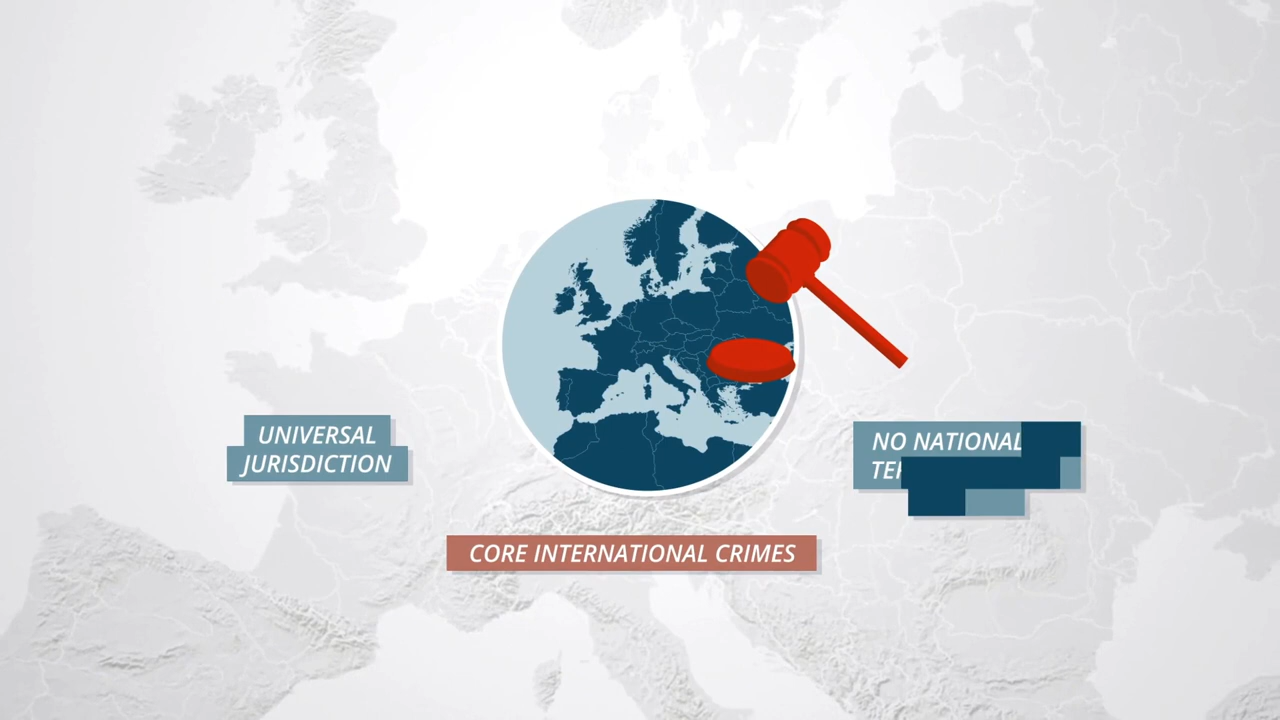 UNIVERSAL
JURISDICTION
NO NATIONAL
CORE INTERNATIONAL CRIMES